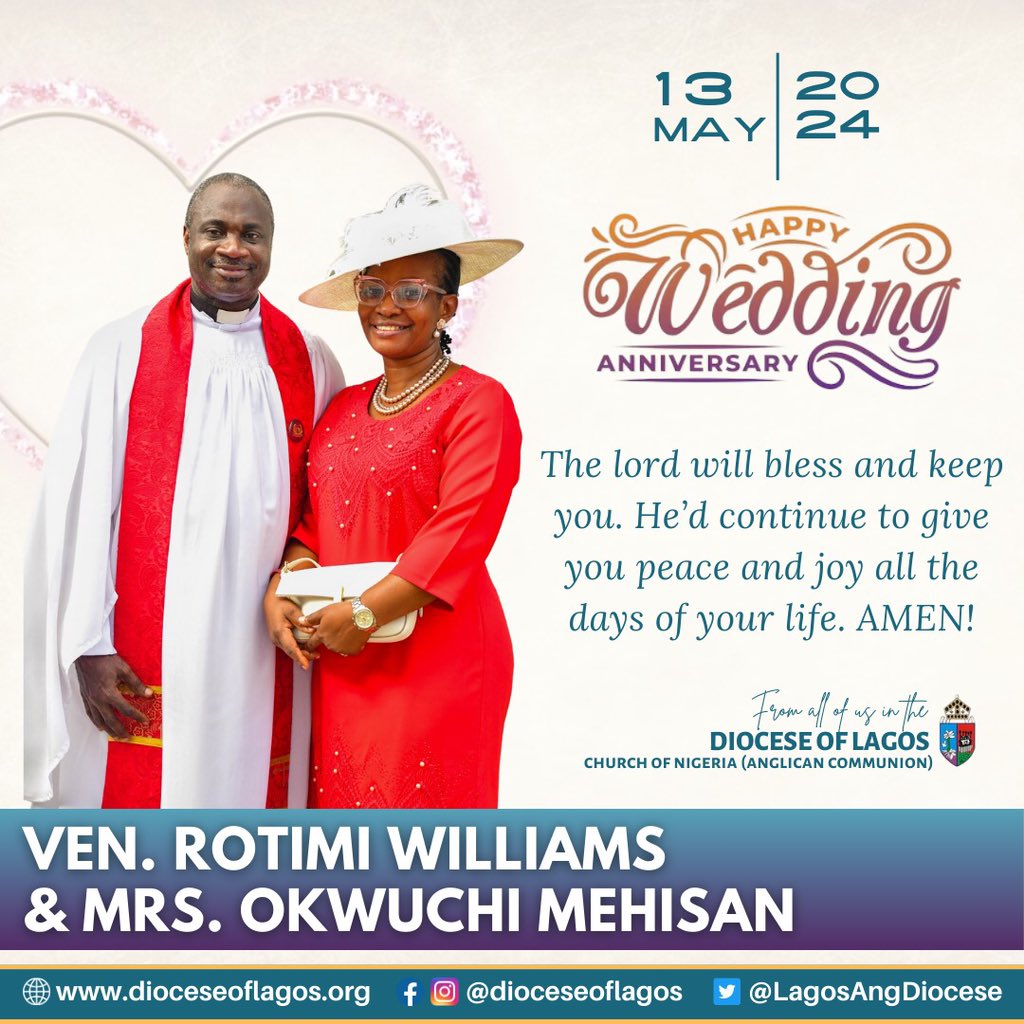 13 MAY | 20 24
HAPPY
Wedding
ANNIVERSARY
The lord will bless and keep
you. He’d continue to give
you peace and joy all the
days of your life. AMEN!
From all of us in the
DIOCESE OF LAGOS
CHURCH OF NIGERIA (ANGLICAN COMMUNION)
VEN. ROTIMI WILLIAMS
& MRS. OKWUCHI MEHISAN
www.dioceseoflagos.org @dioceseoflagos @LagosAngDiocese